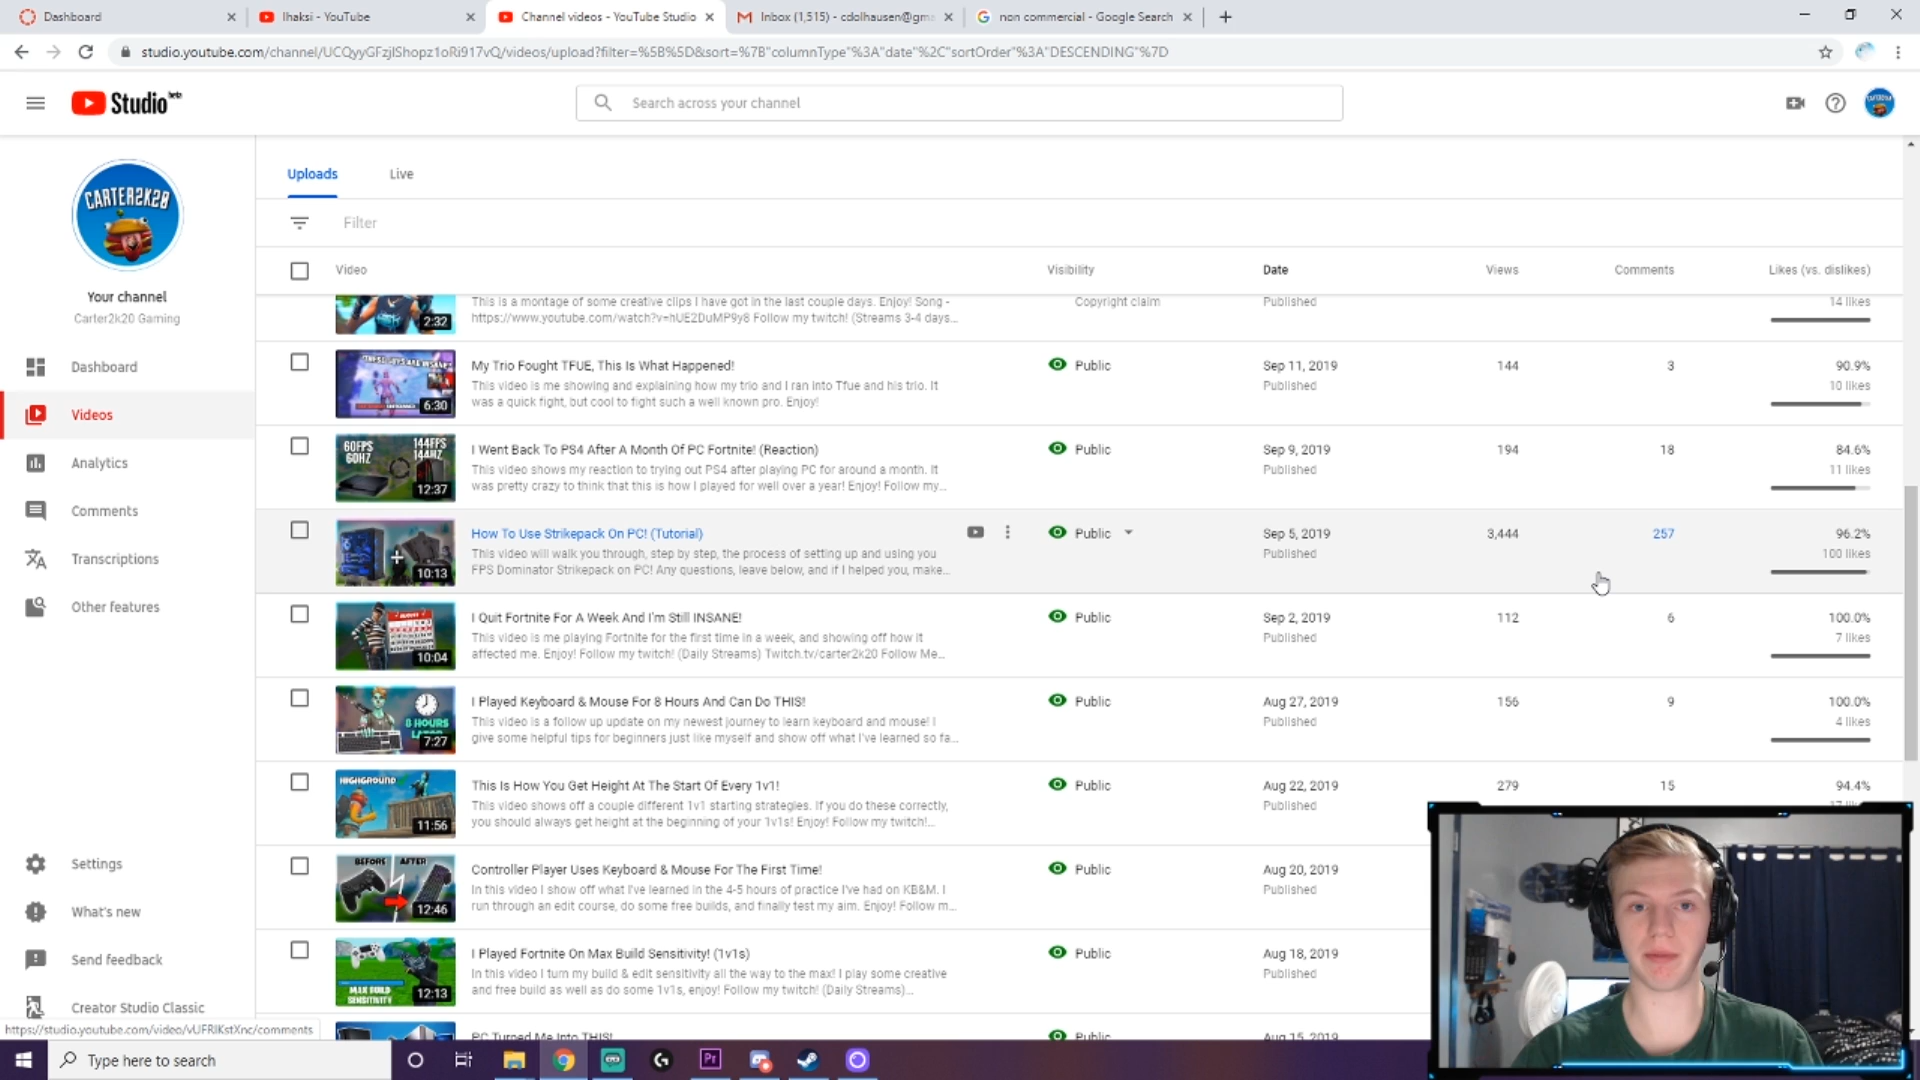 Dashboard
lhaksi - YouTube
Channel videos - YouTube Studio
Inbox (1,515) - cdolhausen@gm
non commercial - Google Search
studio.youtube.com/channel/UCQyyGFzjIShopz1oRi917vQ/videos/upload?filter=%5B%5D&sort=%7B"columnType"%3A"date"%2C"sortOrder"%3A"DESCENDING"%7D
Studio beta
Search across your channel
CARTER2K20
Your channel
Carter2k20 Gaming
Dashboard
Videos
Analytics
Comments
Transcriptions
Other features
Settings
What's new
Send feedback
Creator Studio Classic
https://studio.youtube.com/video/vUFRlKstXnc/comments
Uploads Live
Filter
Video Visibility Date Views Comments Likes (vs. dislikes)
This is a montage of some creative clips I have got in the last couple days. Enjoy! Song - Copyright claim Published 14 likes
https://www.youtube.com/watch?v=hUE2DuMP9y8 Follow my twitch! (Streams 3-4 days...
2:32
My Trio Fought TFUE, This Is What Happened! Public Sep 11, 2019 144 3 90.9%
This video is me showing and explaining how my trio and I ran into Tfue and his trio. It Published 10 likes
was a quick fight, but cool to fight such a well known pro. Enjoy!
6:30
60FPS 144FPS
60HZ 144HZ
I Went Back To PS4 After A Month Of PC Fortnite! (Reaction) Public Sep 9, 2019 194 18 84.6%
This video shows my reaction to trying out PS4 after playing PC for around a month. It Published 11 likes
was pretty crazy to think that this is how I played for well over a year! Enjoy! Follow my...
12:37
How To Use Strikepack On PC! (Tutorial) Public Sep 5, 2019 3,444 257 96.2%
This video will walk you through, step by step, the process of setting up and using you Published 100 likes
FPS Dominator Strikepack on PC! Any questions, leave below, and if I helped you, make...
10:13
I Quit Fortnite For A Week And I'm Still INSANE! Public Sep 2, 2019 112 6 100.0%
This video is me playing Fortnite for the first time in a week, and showing off how it Published 7 likes
affected me. Enjoy! Follow my twitch! (Daily Streams) Twitch.tv/carter2k20 Follow Me...
10:04
I Played Keyboard & Mouse For 8 Hours And Can Do THIS! Public Aug 27, 2019 156 9 100.0%
This video is a follow up update on my newest journey to learn keyboard and mouse! I Published 4 likes
give some helpful tips for beginners just like myself and show off what I've learned so fa...
8 HOURS
7:27
HIGHGROUND
This Is How You Get Height At The Start Of Every 1v1! Public Aug 22, 2019 279 15 94.4%
This video shows off a couple different 1v1 starting strategies. If you do these correctly, Published
you should always get height at the beginning of your 1v1s! Enjoy! Follow my twitch!...
11:56
BEFORE AFTER
Controller Player Uses Keyboard & Mouse For The First Time! Public Aug 20, 2019
In this video I show off what I've learned in the 4-5 hours of practice I've had on KB&M. I Published
run through an edit course, do some free builds, and finally test my aim. Enjoy! Follow m...
12:46
I Played Fortnite On Max Build Sensitivity! (1v1s) Public Aug 18, 2019
In this video I turn my build & edit sensitivity all the way to the max! I play some creative Published
and free build as well as do some 1v1s, enjoy! Follow my twitch! (Daily Streams)...
MAX BUILD
SENSITIVITY
12:13
PC Turned Me Into THIS! Public Aug 15, 2019
Type here to search
Pr